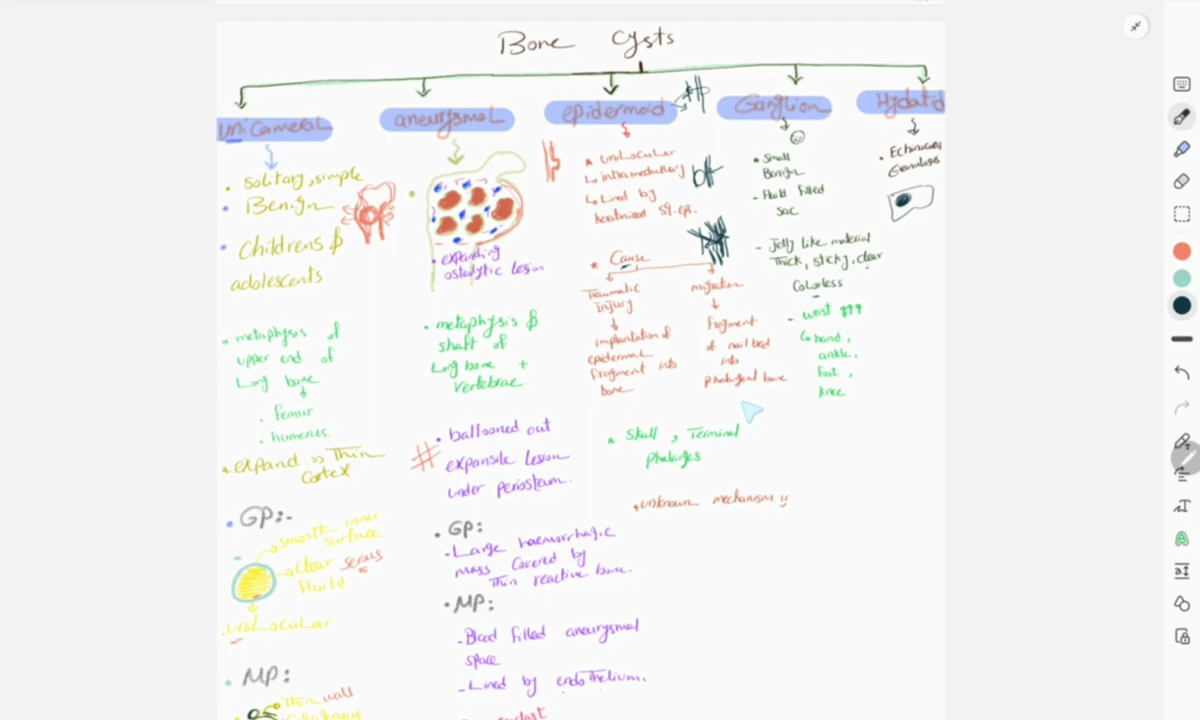 Bone Cysts
Unicameral
aneurysmal
epidermoid
Ganglion
Hydatid
• Solitary, simple
• Benign
• Childrens &
adolescents
metaphysis of
upper end of
Long bone
. femur
. humerus.
expand » Thin
Cortex
• GP:-
smooth inner
surface
Clear serous
fluid
. UniLocular
• MP:
Thin wall
• expanding
osteolytic lesion
• metaphysis &
shaft of
Long bone +
vertebrae
• ballooned out
expansile lesion
under periosteum.
• GP:
- Large haemorrhagic
mass covered by
Thin reactive bone.
• MP:
- Blood filled aneurysmal
space
- Lined by endothelium.
* uniLocular
↳ intramedullary
↳ Lined by
keratinized sq. ep.
* Cause
Traumatic
Injury
implantation of
epidermal
fragment into
bone
migration
fragment
of nail bed
into
phalangeal bone
* Skull, Terminal
phalanges
* unknown mechanism !!
* Small
Benign
- Fluid filled
sac
- Jelly like material
Thick, sticky, clear
Colorless
- wrist
↳ hand,
ankle,
foot,
knee
• Echinococcus
Granulosus